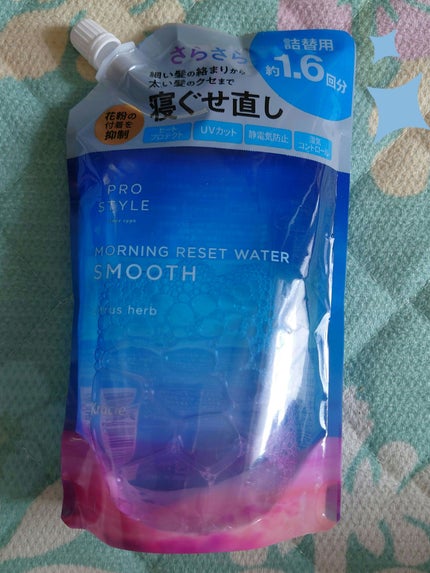 さらさら
細い髪の絡まりから
太い髪のクセまで
寝ぐせ直し
詰替用
約1.6回分
花粉の
付着を
抑制
ヒート
プロテクト
UVカット
静電気防止
湿気
コントロール
PRO
STYLE
MORNING RESET WATER
SMOOTH
rus herb
Kracie